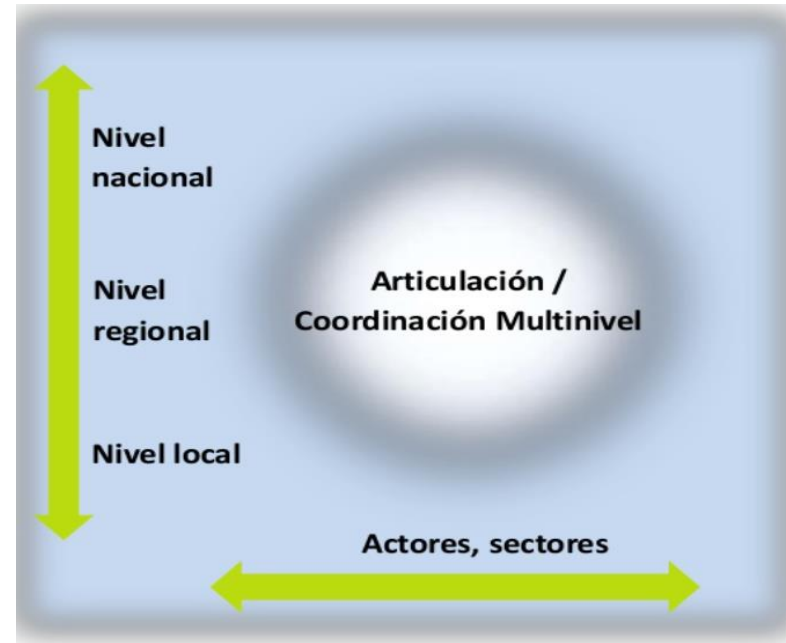 Nivel
nacional
Nivel
regional
Nivel local
Articulación /
Coordinación Multinivel
Actores, sectores